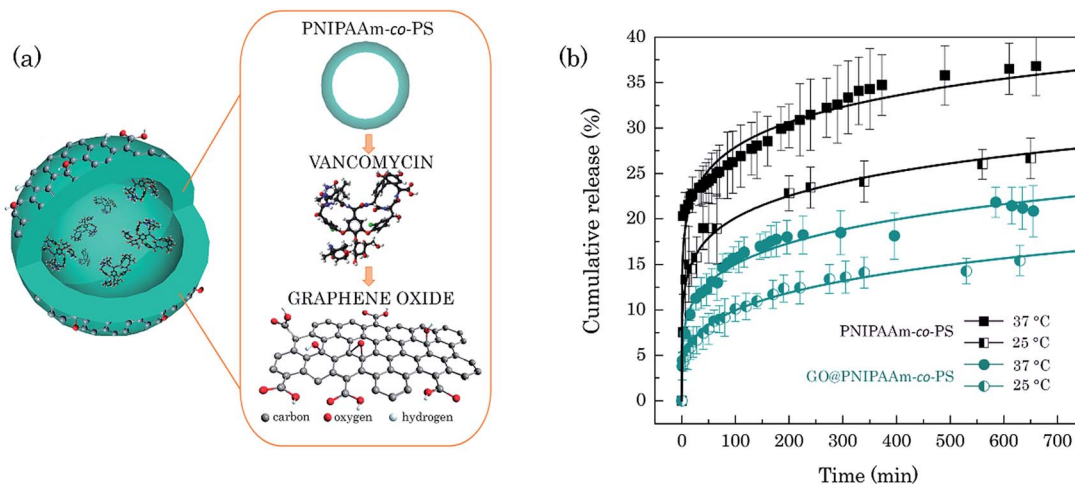 (a)
PNIPAAm-co-PS
VANCOMYCIN
GRAPHENE OXIDE
carbon oxygen hydrogen
(b)
Cumulative release (%)
40
35
30
25
20
15
10
5
0
0 100 200 300 400 500 600 700
Time (min)
PNIPAAm-co-PS
37 °C
25 °C
GO@PNIPAAm-co-PS
37 °C
25 °C